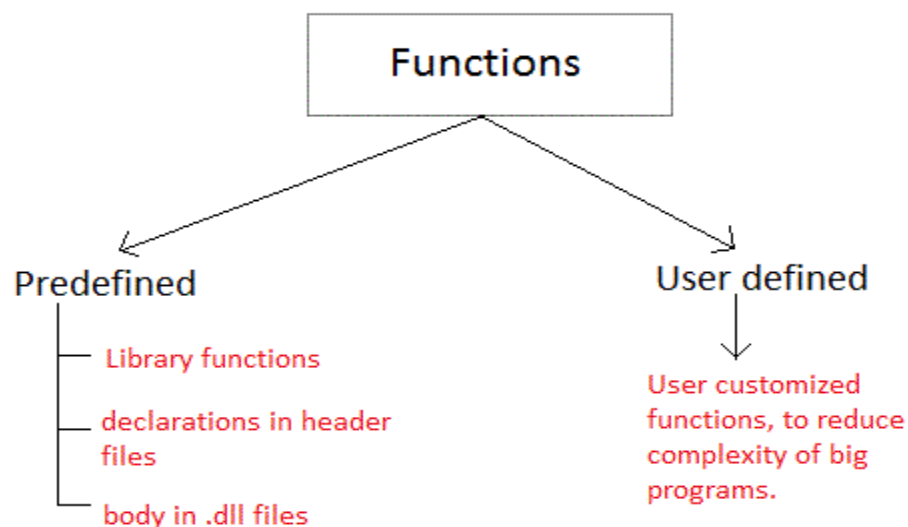 Functions
Predefined
User defined
Library functions
declarations in header
files
body in .dll files
User customized
functions, to reduce
complexity of big
programs.